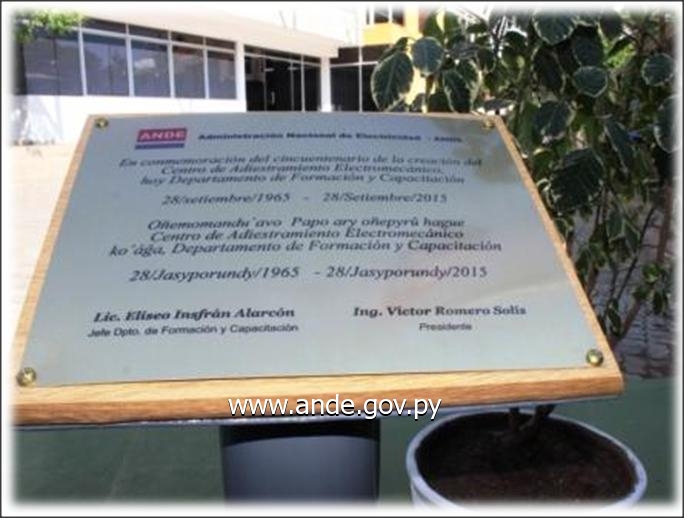 ANDE Administración Nacional de Electricidad - ANDE
En conmemoración del cincuentenario de la creación del
Centro de Adiestramiento Electromecánico,
hoy Departamento de Formación y Capacitación
28/setiembre/1965 - 28/Setiembre/2015
Oñemomandu'avo Papo ary oñepyrũ hague
Centro de Adiestramiento Electromecánico
ko'ága, Departamento de Formación y Capacitación
28/Jasyporundy/1965 - 28/Jasyporundy/2015
Lic. Eliseo Insfrán Alarcón Ing. Víctor Romero Solís
Jefe Dpto. de Formación y Capacitación Presidente
www.ande.gov.py